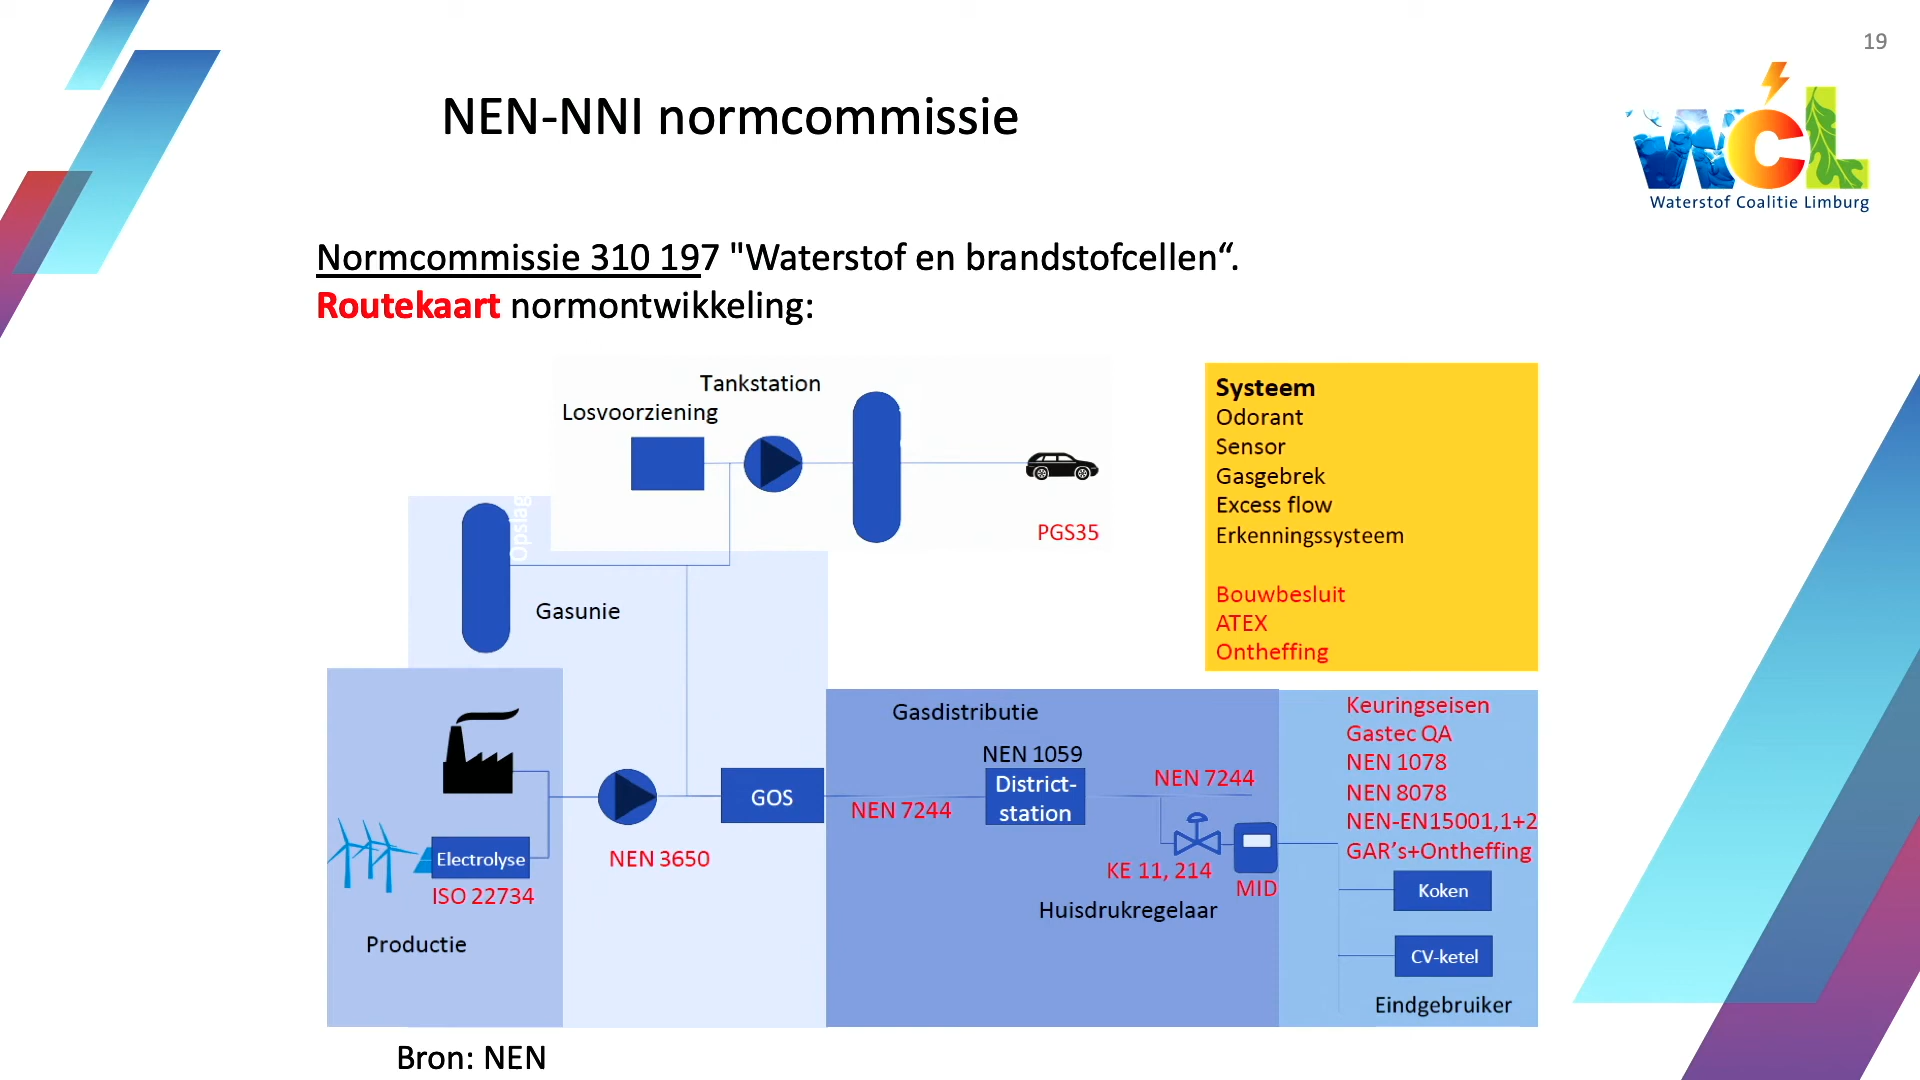 19
NEN-NNI normcommissie
WCL
Waterstof Coalitie Limburg
Normcommissie 310 197 "Waterstof en brandstofcellen“.
Routekaart normontwikkeling:
Tankstation
Losvoorziening
PGS35
Opslag
Gasunie
Systeem
Odorant
Sensor
Gasgebrek
Excess flow
Erkenningssysteem
Bouwbesluit
ATEX
Ontheffing
Electrolyse
ISO 22734
Productie
NEN 3650
GOS
Gasdistributie
NEN 7244
NEN 1059
District-
station
NEN 7244
KE 11, 214
MID
Huisdrukregelaar
Keuringseisen
Gastec QA
NEN 1078
NEN 8078
NEN-EN15001,1+2
GAR’s+Ontheffing
Koken
CV-ketel
Eindgebruiker
Bron: NEN